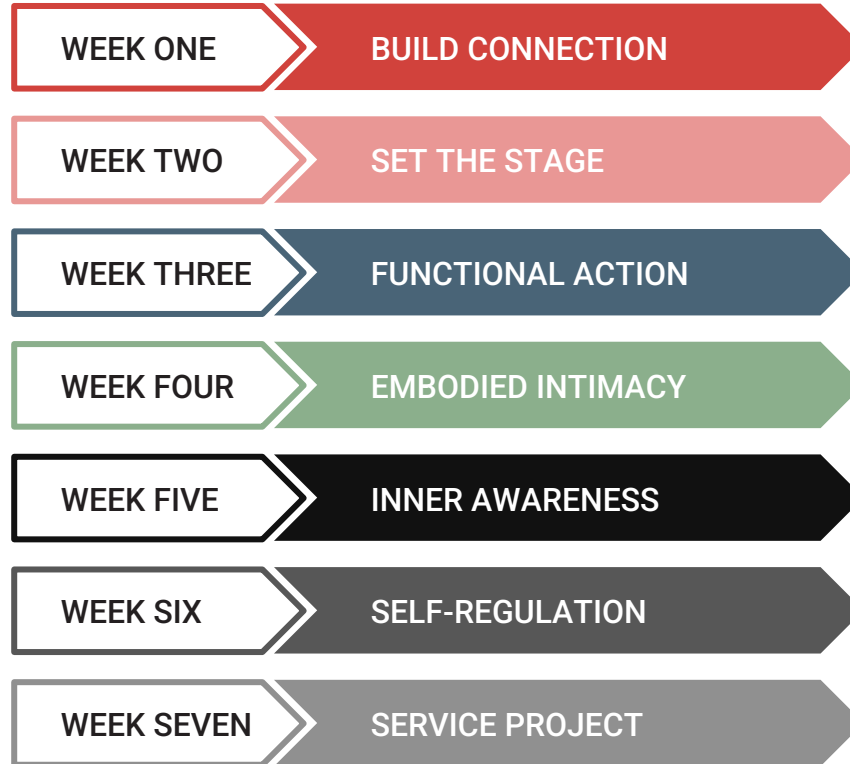 WEEK ONE BUILD CONNECTION
WEEK TWO SET THE STAGE
WEEK THREE FUNCTIONAL ACTION
WEEK FOUR EMBODIED INTIMACY
WEEK FIVE INNER AWARENESS
WEEK SIX SELF-REGULATION
WEEK SEVEN SERVICE PROJECT